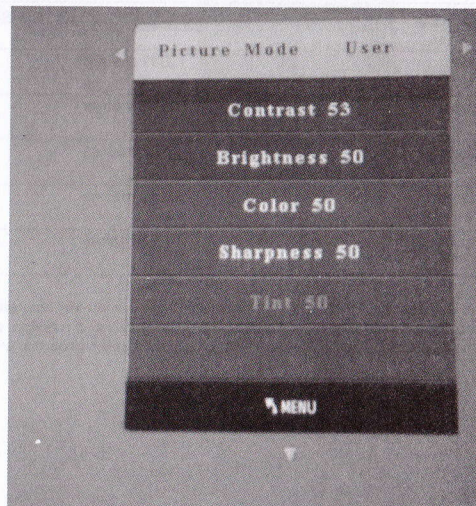 Picture Mode User
Contrast 53
Brightness 50
Color 50
Sharpness 50
Tint 50
MENU